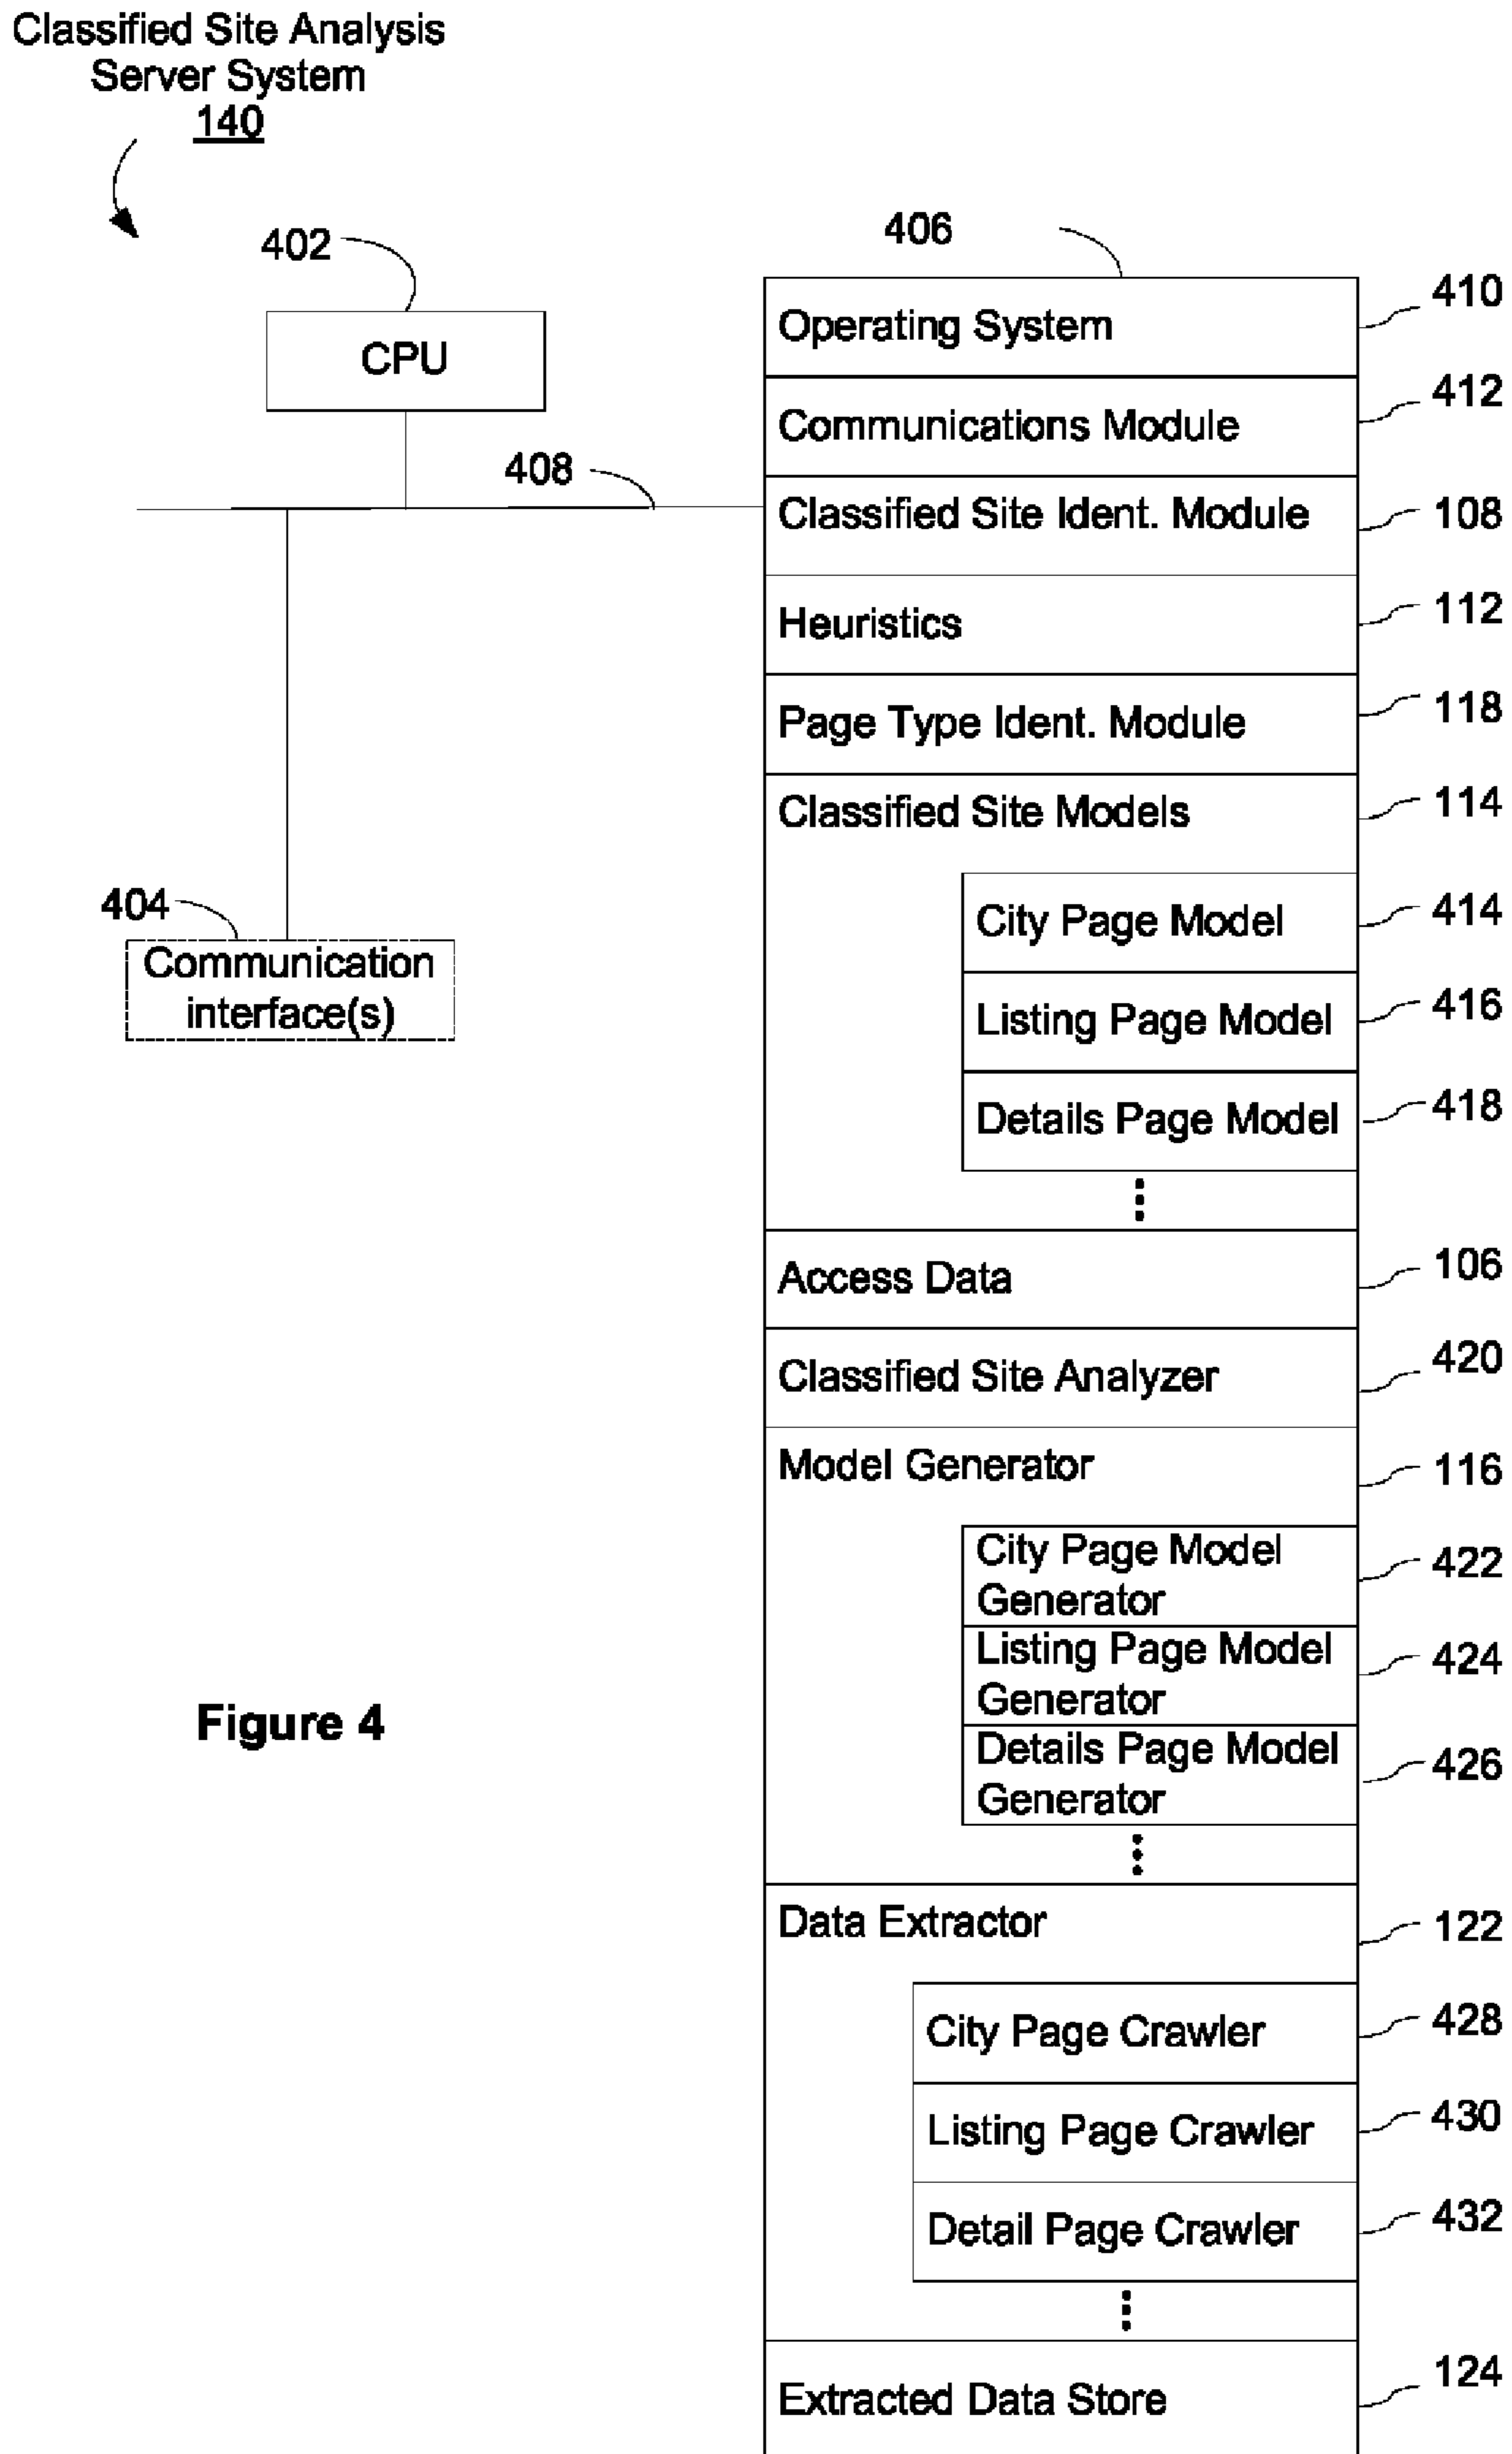 Classified Site Analysis
Server System
140
402
406
CPU
408
404
Communication
interface(s)
Operating System
410
Communications Module
412
Classified Site Ident. Module
108
Heuristics
112
Page Type Ident. Module
118
Classified Site Models
114
City Page Model
414
Listing Page Model
416
Details Page Model
418
Access Data
106
Classified Site Analyzer
420
Model Generator
116
City Page Model
Generator
422
Listing Page Model
Generator
424
Details Page Model
Generator
426
Figure 4
Data Extractor
122
City Page Crawler
428
Listing Page Crawler
430
Detail Page Crawler
432
Extracted Data Store
124